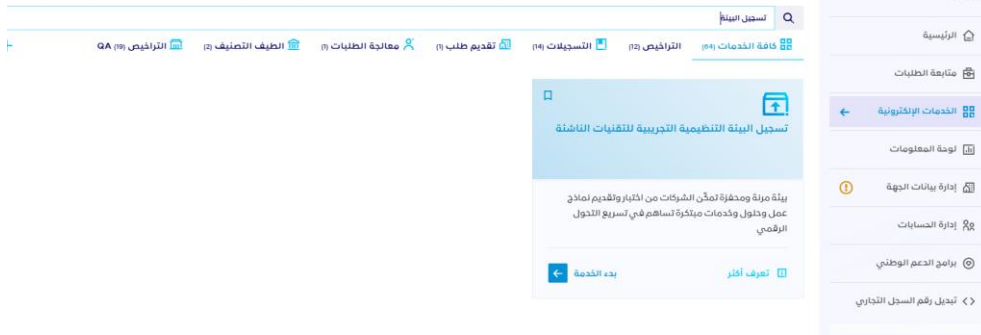 الرئيسية
متابعة الطلبات
الخدمات الإلكترونية
لوحة المعلومات
إدارة بيانات الجهة
إدارة الحسابات
برامج الدعم الوطني
تبديل رقم السجل التجاري
تسجيل البيئة
كافة الخدمات (64) التراخيص (12) التسجيلات (14) تقديم طلب (1) معالجة الطلبات (1) الطيف التصنيف (2) التراخيص QA (19)
تسجيل البيئة التنظيمية التجريبية للتقنيات الناشئة
بيئة مرنة ومحفزة تمكّن الشركات من اختبار وتقديم نماذج
عمل وحلول وخدمات مبتكرة تساهم في تسريع التحول
الرقمي
تعرف أكثر بدء الخدمة